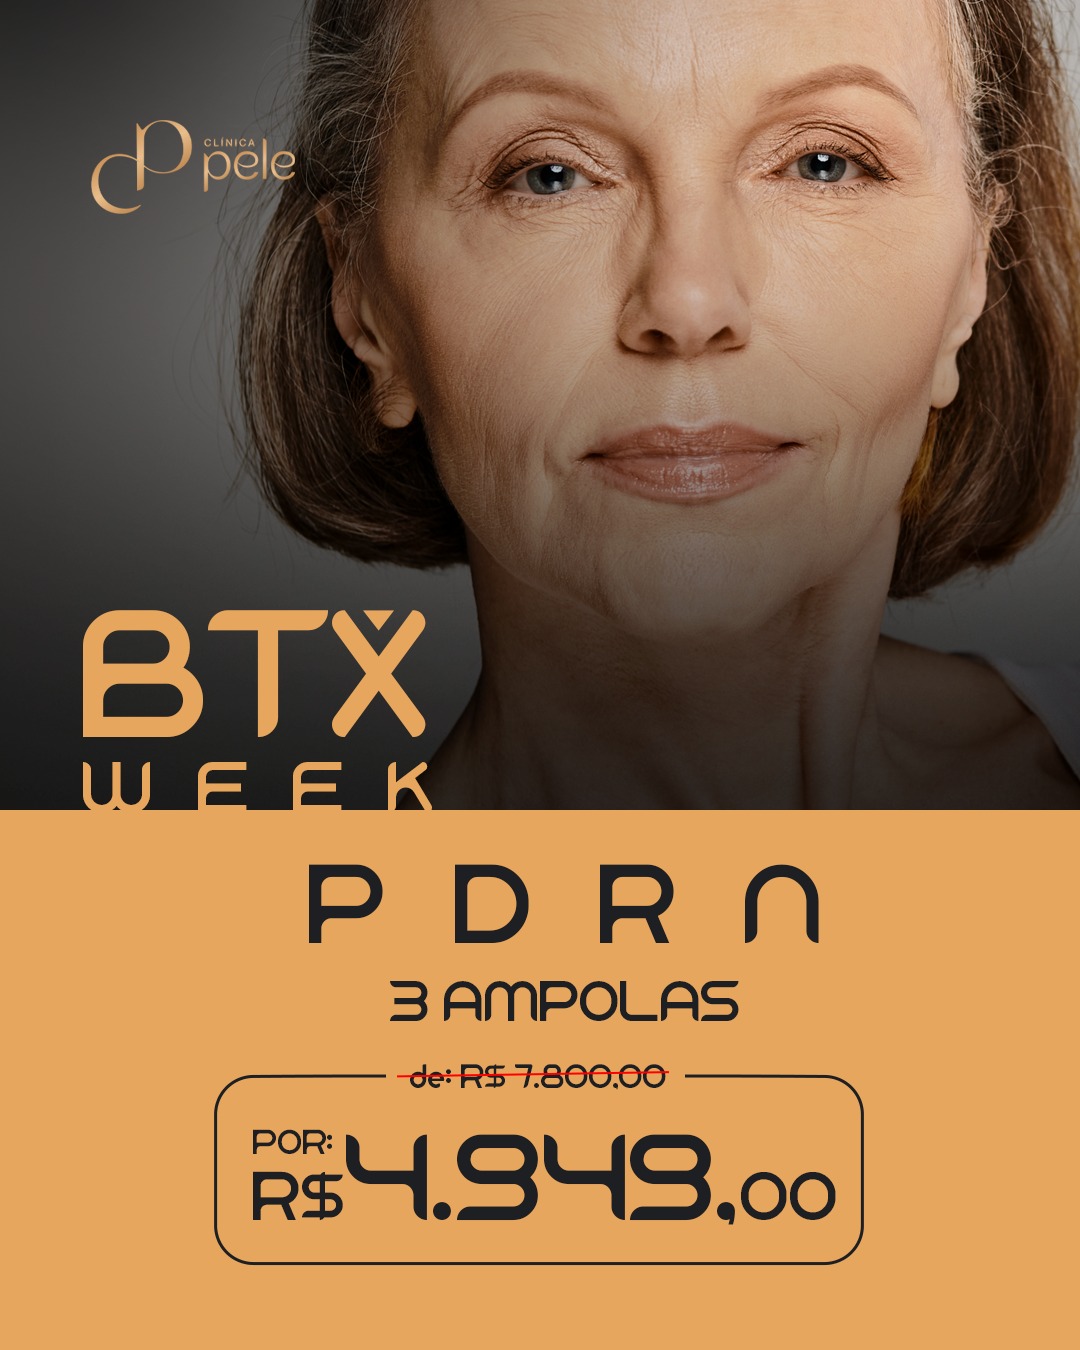 CLÍNICA
pele
BTX
WEEK
PDRN
3 AMPOLAS
de: R$ 7.800,00
POR:
R$4.949,00